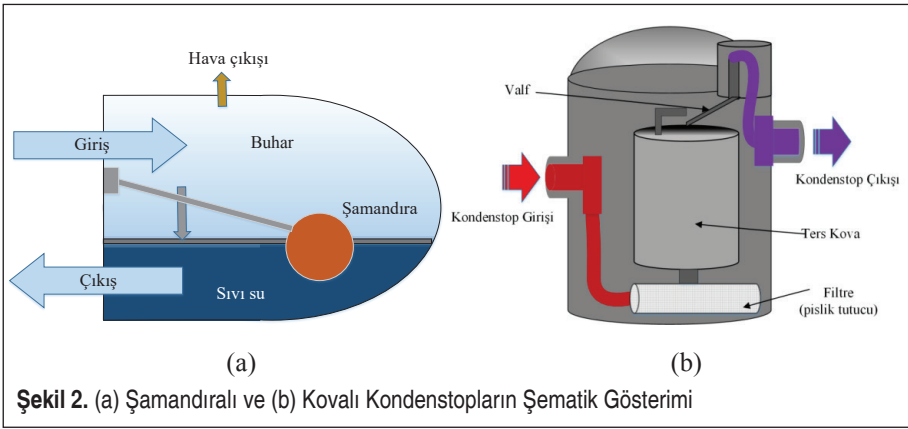 Hava çıkışı
Giriş
Buhar
Şamandıra
Çıkış
Sıvı su
(a)
Valf
Kondenstop Girişi
Kondenstop Çıkışı
Ters Kova
Filtre
(pislik tutucu)
(b)
Şekil 2. (a) Şamandıralı ve (b) Kovalı Kondenstopların Şematik Gösterimi